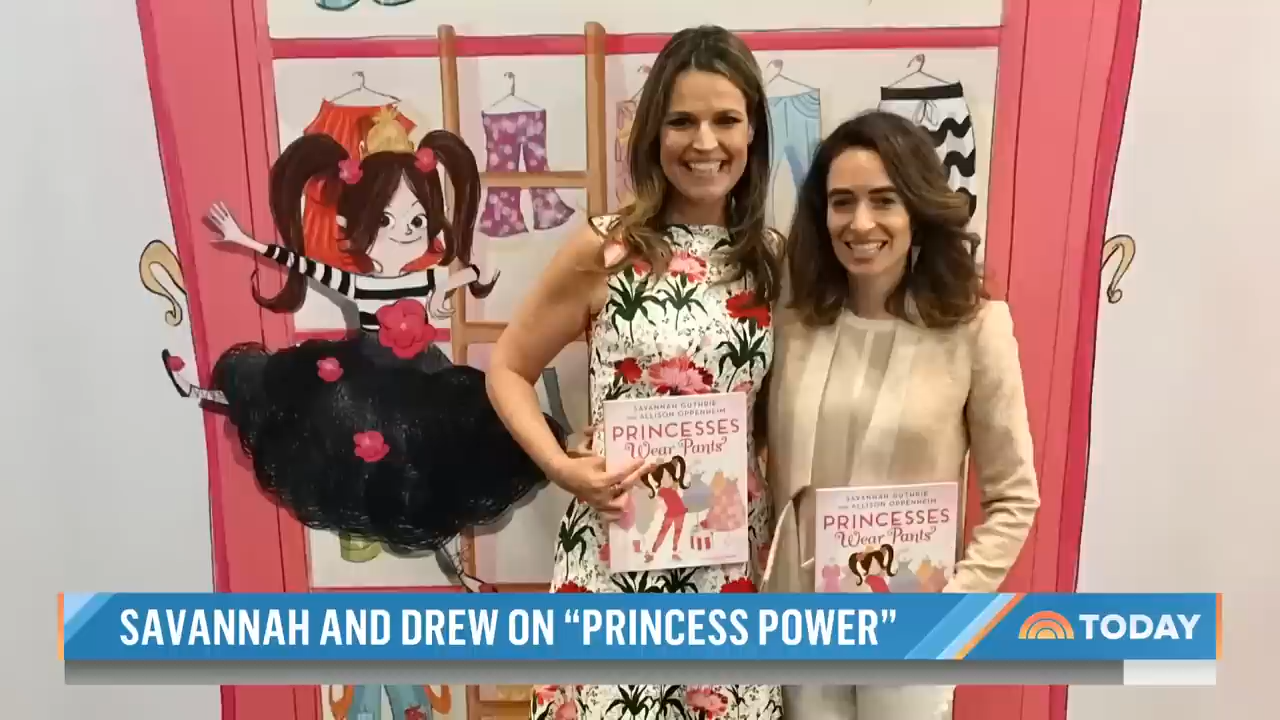 SAVANNAH GUTHRIE
AND ALLISON OPPENHEIM
PRINCESSES
Wear Pants
SAVANNAH GUTHRIE
AND ALLISON OPPENHEIM
PRINCESSES
Wear Pants
SAVANNAH AND DREW ON “PRINCESS POWER”
TODAY